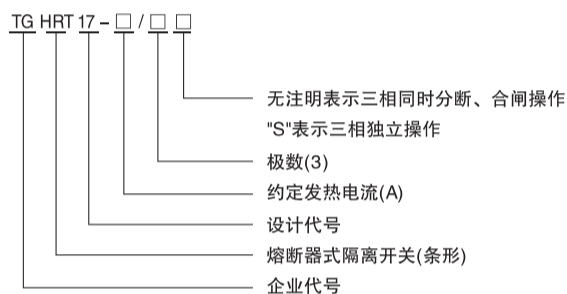 TG HRT 17 - □ / □ □
无注明表示三相同时分断、合闸操作
"S"表示三相独立操作
极数(3)
约定发热电流(A)
设计代号
熔断器式隔离开关(条形)
企业代号